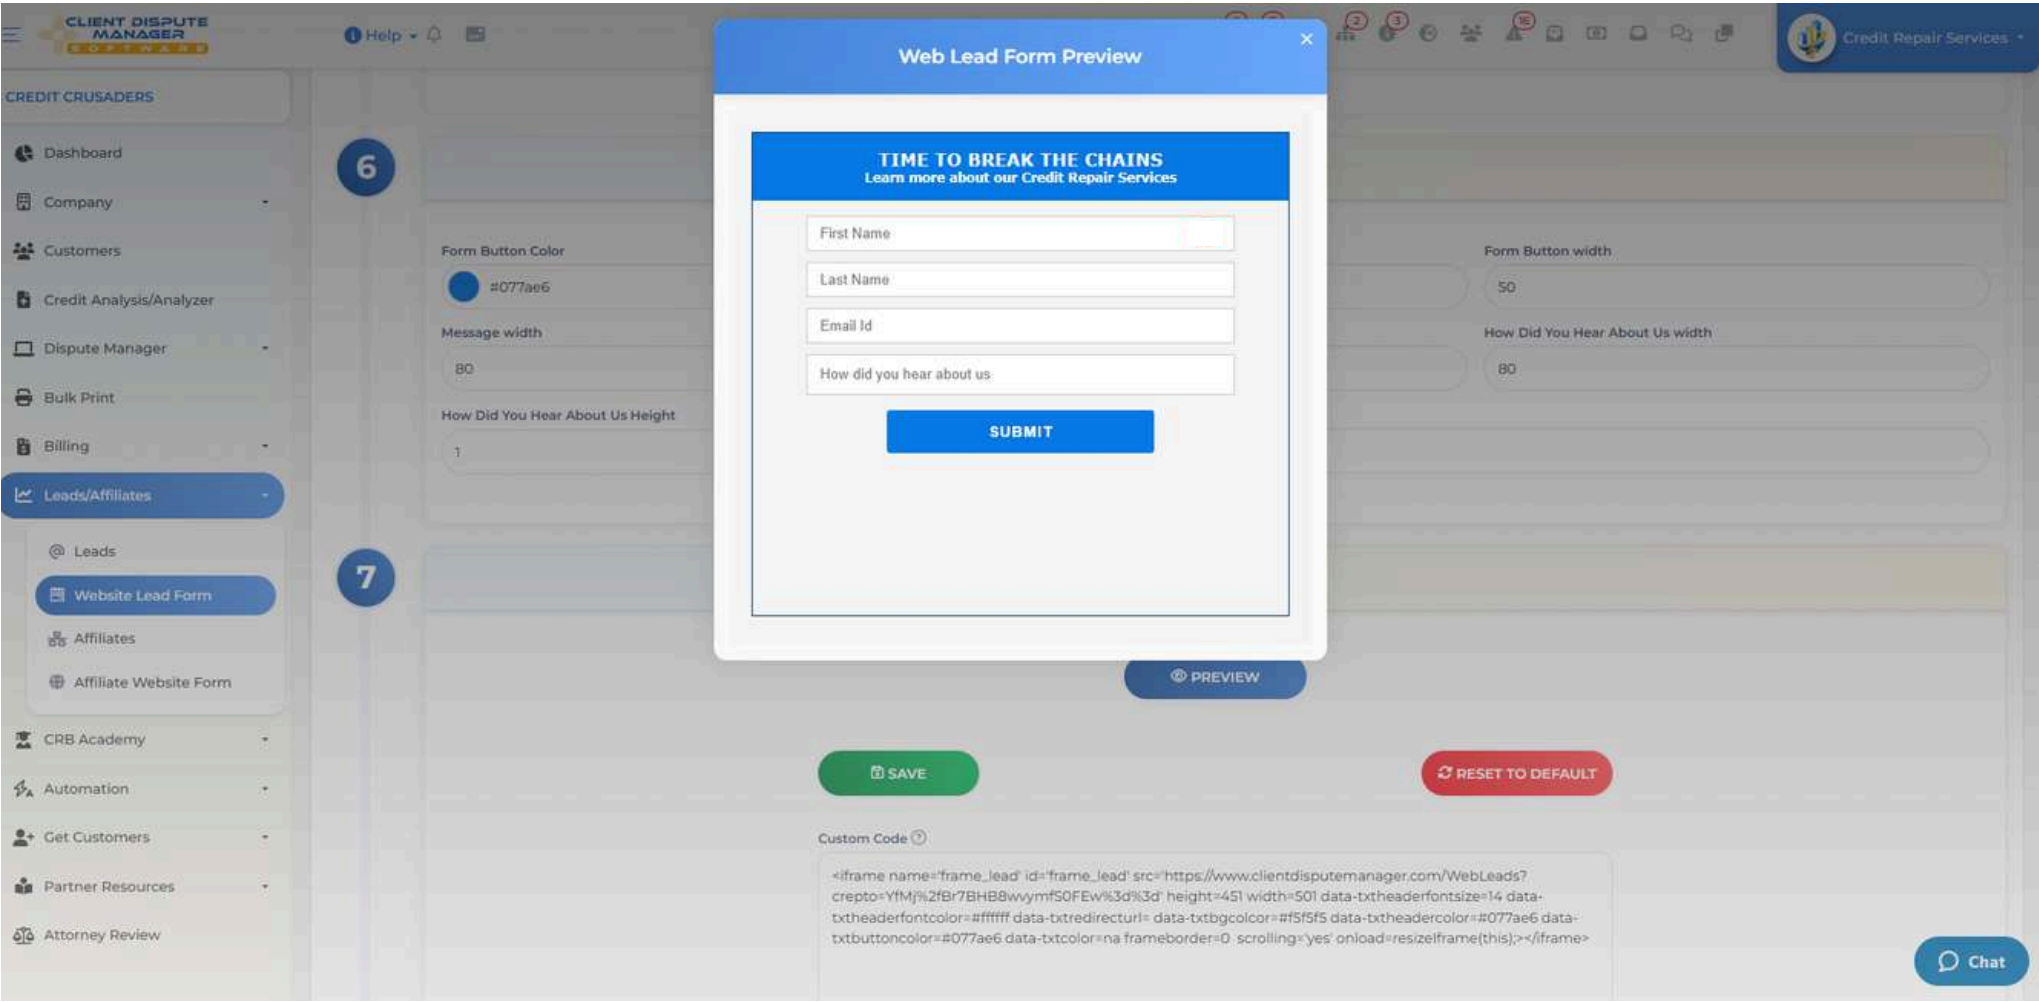 CLIENT DISPUTE
MANAGER
SOFTWARE
Help
2
3
16
Credit Repair Services
CREDIT CRUSADERS
Dashboard
Company
Customers
Credit Analysis/Analyzer
Dispute Manager
Bulk Print
Billing
Leads/Affiliates
Leads
Website Lead Form
Affiliates
Affiliate Website Form
CRB Academy
Automation
Get Customers
Partner Resources
Attorney Review
6
Form Button Color
#077ae6
Form Button width
50
Message width
80
How Did You Hear About Us width
80
How Did You Hear About Us Height
1
Web Lead Form Preview
×
TIME TO BREAK THE CHAINS
Learn more about our Credit Repair Services
First Name
Last Name
Email Id
How did you hear about us
SUBMIT
7
PREVIEW
SAVE
RESET TO DEFAULT
Custom Code
<iframe name='frame_lead' id='frame_lead' src='https://www.clientdisputemanager.com/WebLeads?
crepto=YfMj%2fBr7BHB8wvymfS0FEw%3d%3d' height=451 width=501 data-txtheaderfontsize=14 data-
txtheaderfontcolor=#ffffff data-txtredirecturl= data-txtbgcolcor=#f5f5f5 data-txtheadercolor=#077ae6 data-
txtbuttoncolor=#077ae6 data-txtcolor=na frameborder=0 scrolling='yes' onload=resizeIframe(this);></iframe>
Chat